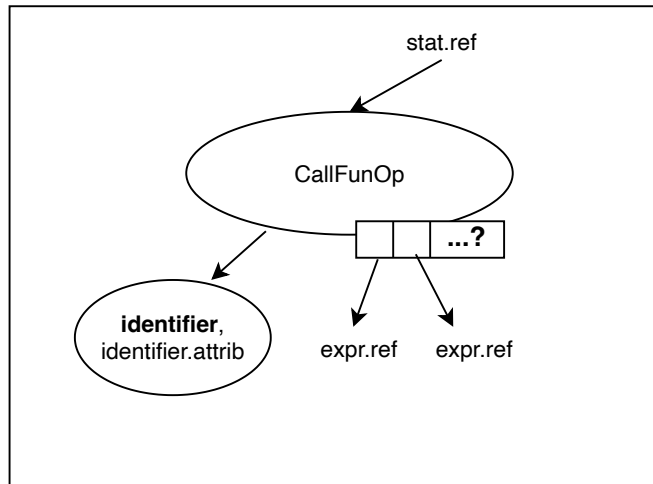 stat.ref
CallFunOp
...?
identifier,
identifier.attrib
expr.ref
expr.ref